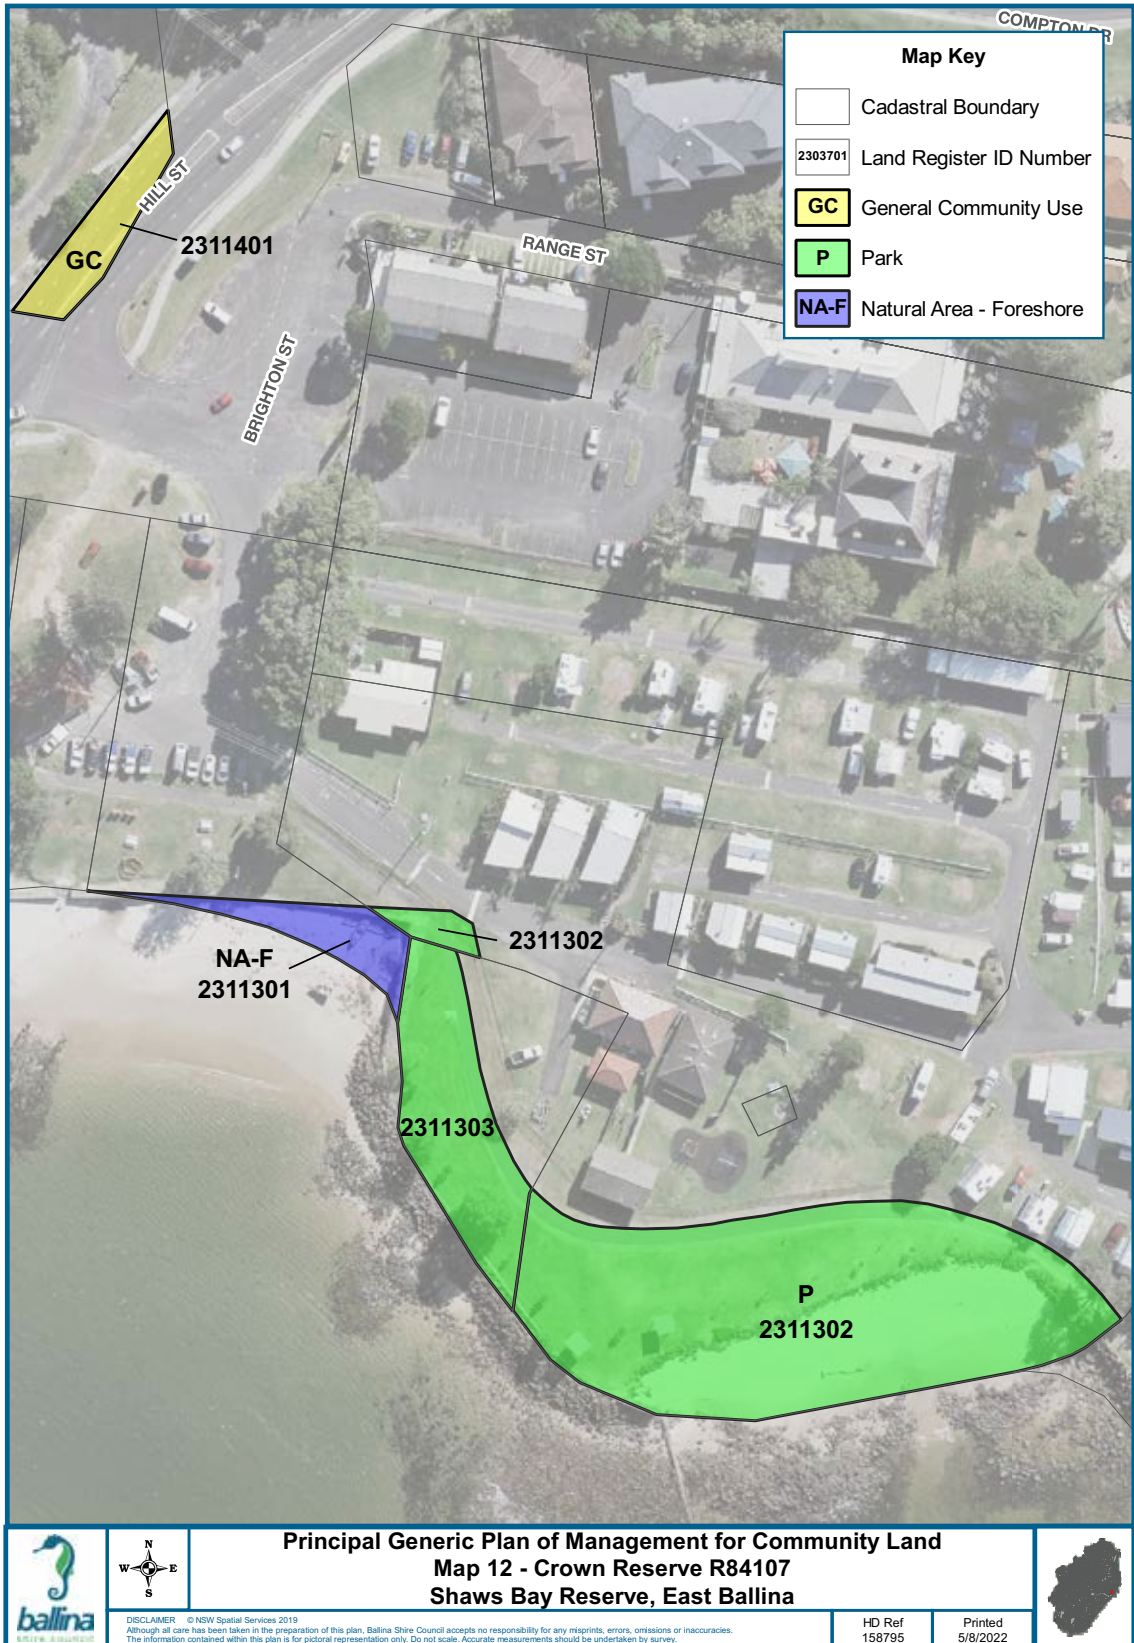 COMPTON DR
Map Key
Cadastral Boundary
2303701 Land Register ID Number
GC General Community Use
P Park
NA-F Natural Area - Foreshore
HILL ST
2311401
GC
RANGE ST
BRIGHTON ST
2311302
NA-F
2311301
2311303
P
2311302
ballina
N
W E
S
Principal Generic Plan of Management for Community Land
Map 12 - Crown Reserve R84107
Shaws Bay Reserve, East Ballina
DISCLAIMER © NSW Spatial Services 2019
Although all care has been taken in the preparation of this plan, Ballina Shire Council accepts no responsibility for any misprints, errors, omissions or inaccuracies.
The information contained within this plan is for pictoral representation only. Do not scale. Accurate measurements should be undertaken by survey.
HD Ref
158795
Printed
5/8/2022